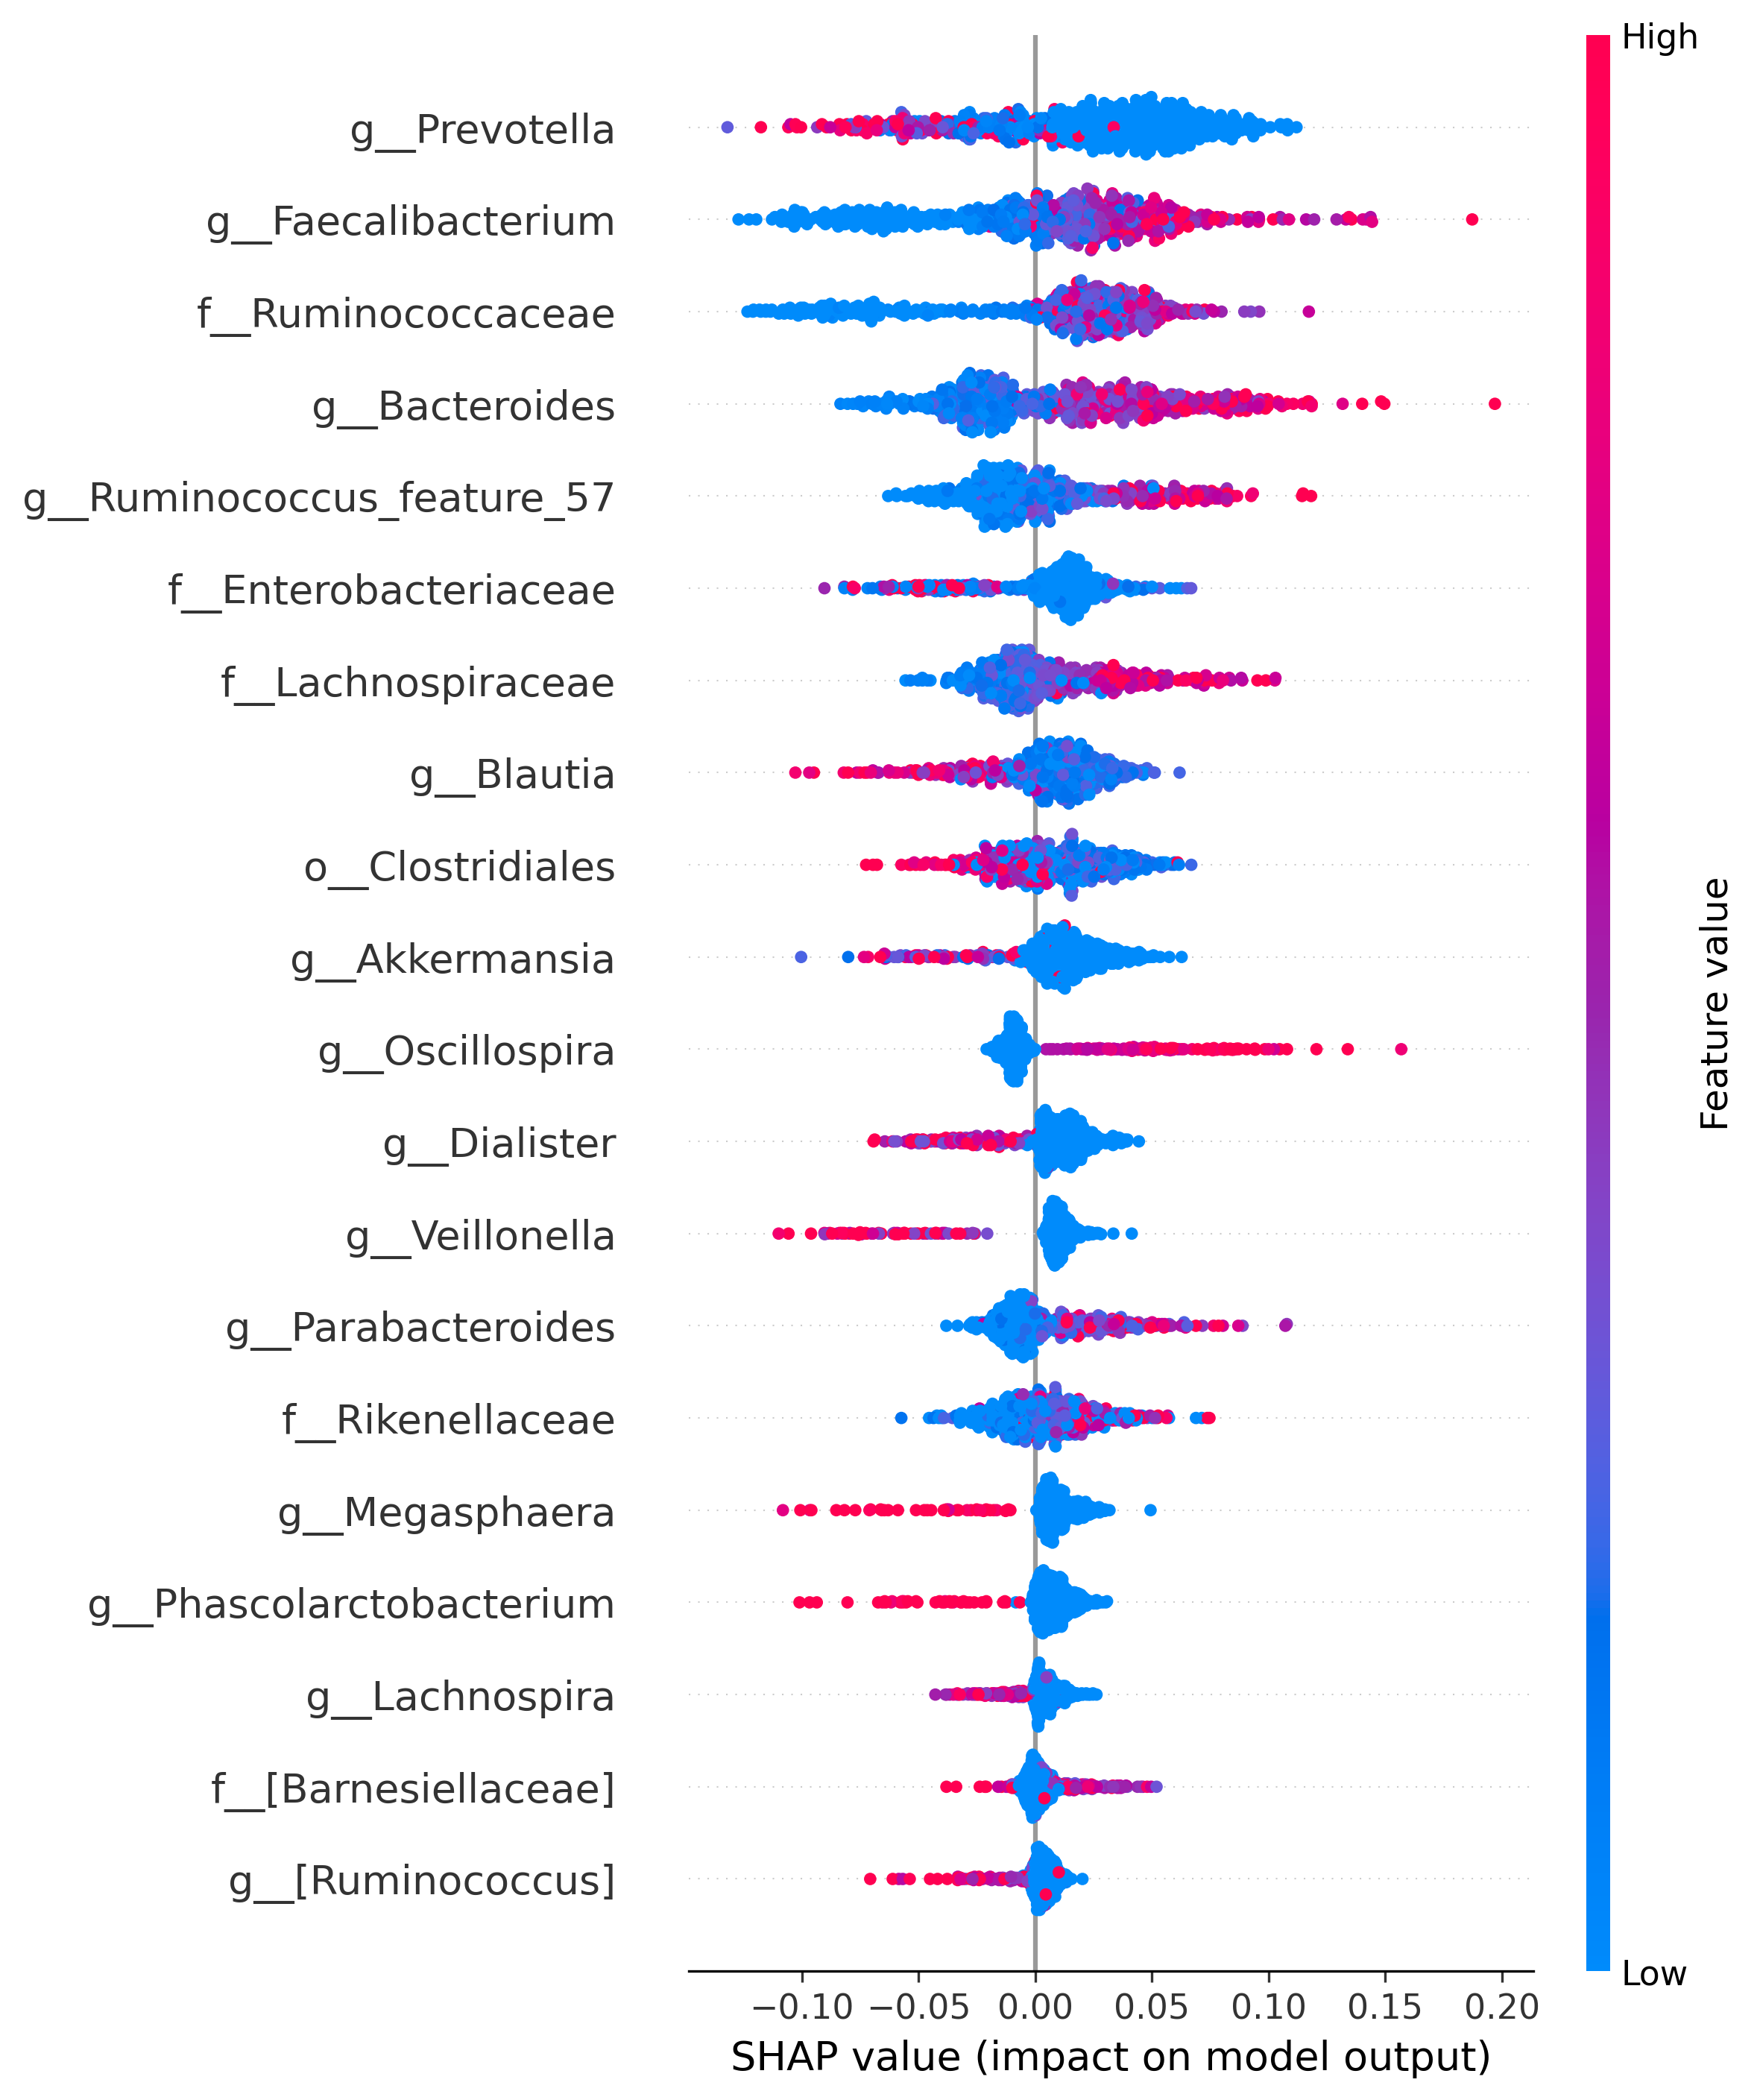 High
g__Prevotella
g__Faecalibacterium
f__Ruminococcaceae
g__Bacteroides
g__Ruminococcus_feature_57
f__Enterobacteriaceae
f__Lachnospiraceae
g__Blautia
o__Clostridiales
g__Akkermansia
g__Oscillospira
g__Dialister
g__Veillonella
g__Parabacteroides
f__Rikenellaceae
g__Megasphaera
g__Phascolarctobacterium
g__Lachnospira
f__[Barnesiellaceae]
g__[Ruminococcus]
Feature value
Low
−0.10 −0.05 0.00 0.05 0.10 0.15 0.20
SHAP value (impact on model output)